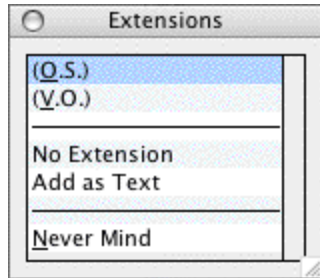 Extensions
(O.S.)
(V.O.)
No Extension
Add as Text
Never Mind